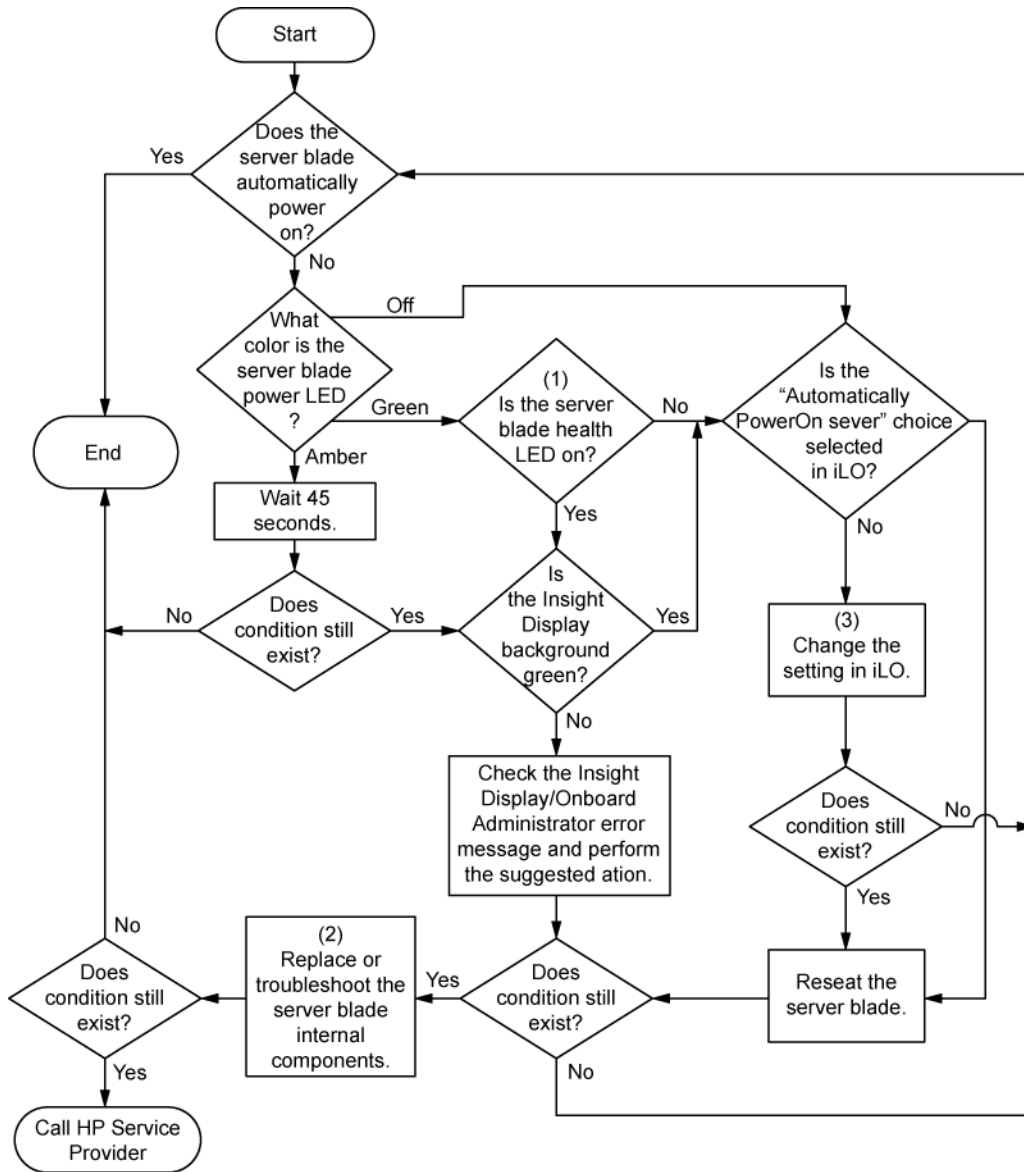 Start
Does the
server blade
automatically
power
on?
Yes
No
What
color is the
server blade
power LED
?
Off
Green
Amber
End
(1)
Is the server
blade health
LED on?
No
Yes
Is the
“Automatically
PowerOn sever” choice
selected
in iLO?
No
Wait 45
seconds.
Does
condition still
exist?
No
Yes
Is
the Insight
Display
background
green?
Yes
No
(3)
Change the
setting in iLO.
Check the Insight
Display/Onboard
Administrator error
message and perform
the suggested ation.
Does
condition still
exist?
No
Yes
Reseat the
server blade.
Does
condition still
exist?
Yes
No
(2)
Replace or
troubleshoot the
server blade
internal
components.
Does
condition still
exist?
No
Yes
Call HP Service
Provider